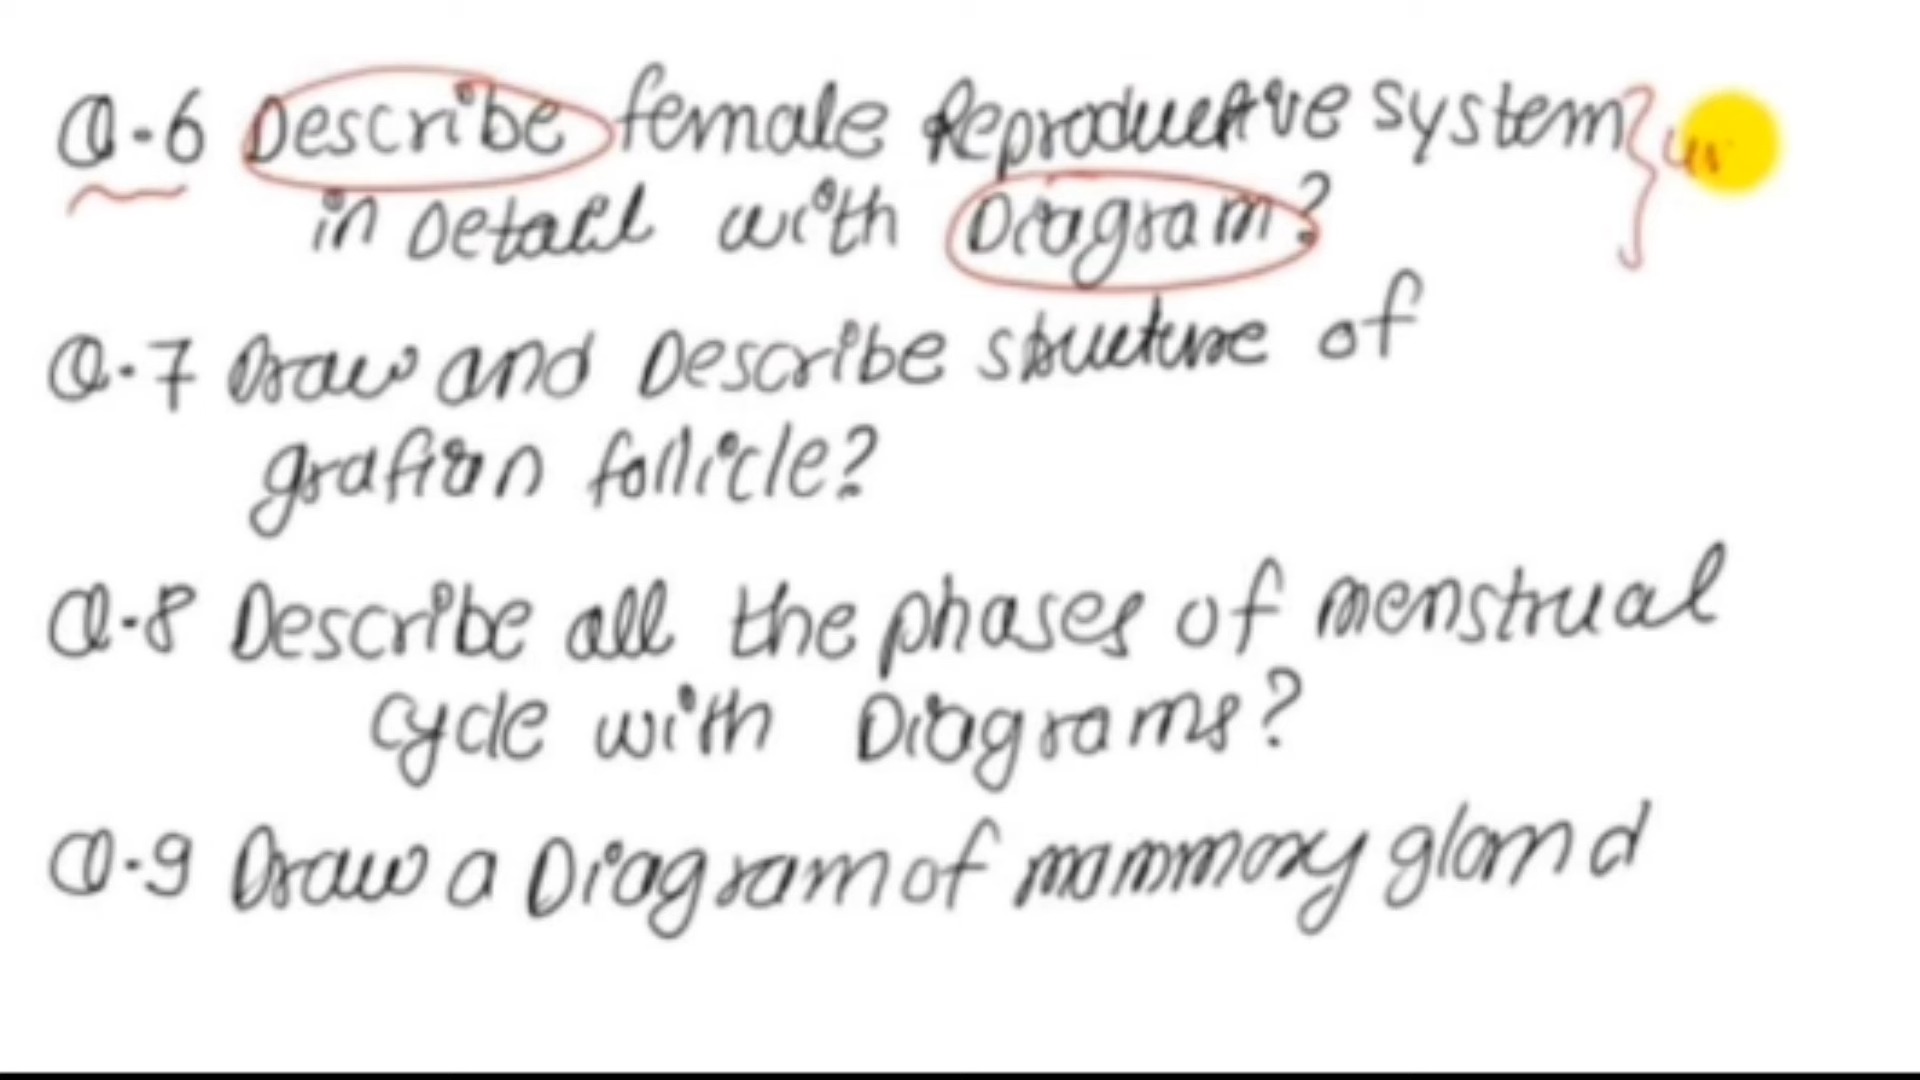 Q-6 Describe female Reproductive system
in Detail with Diagram?
Q-7 Draw and Describe structure of
grafian follicle?
Q-8 Describe all the phases of menstrual
cycle with Diagrams?
Q-9 Draw a Diagram of mammary gland